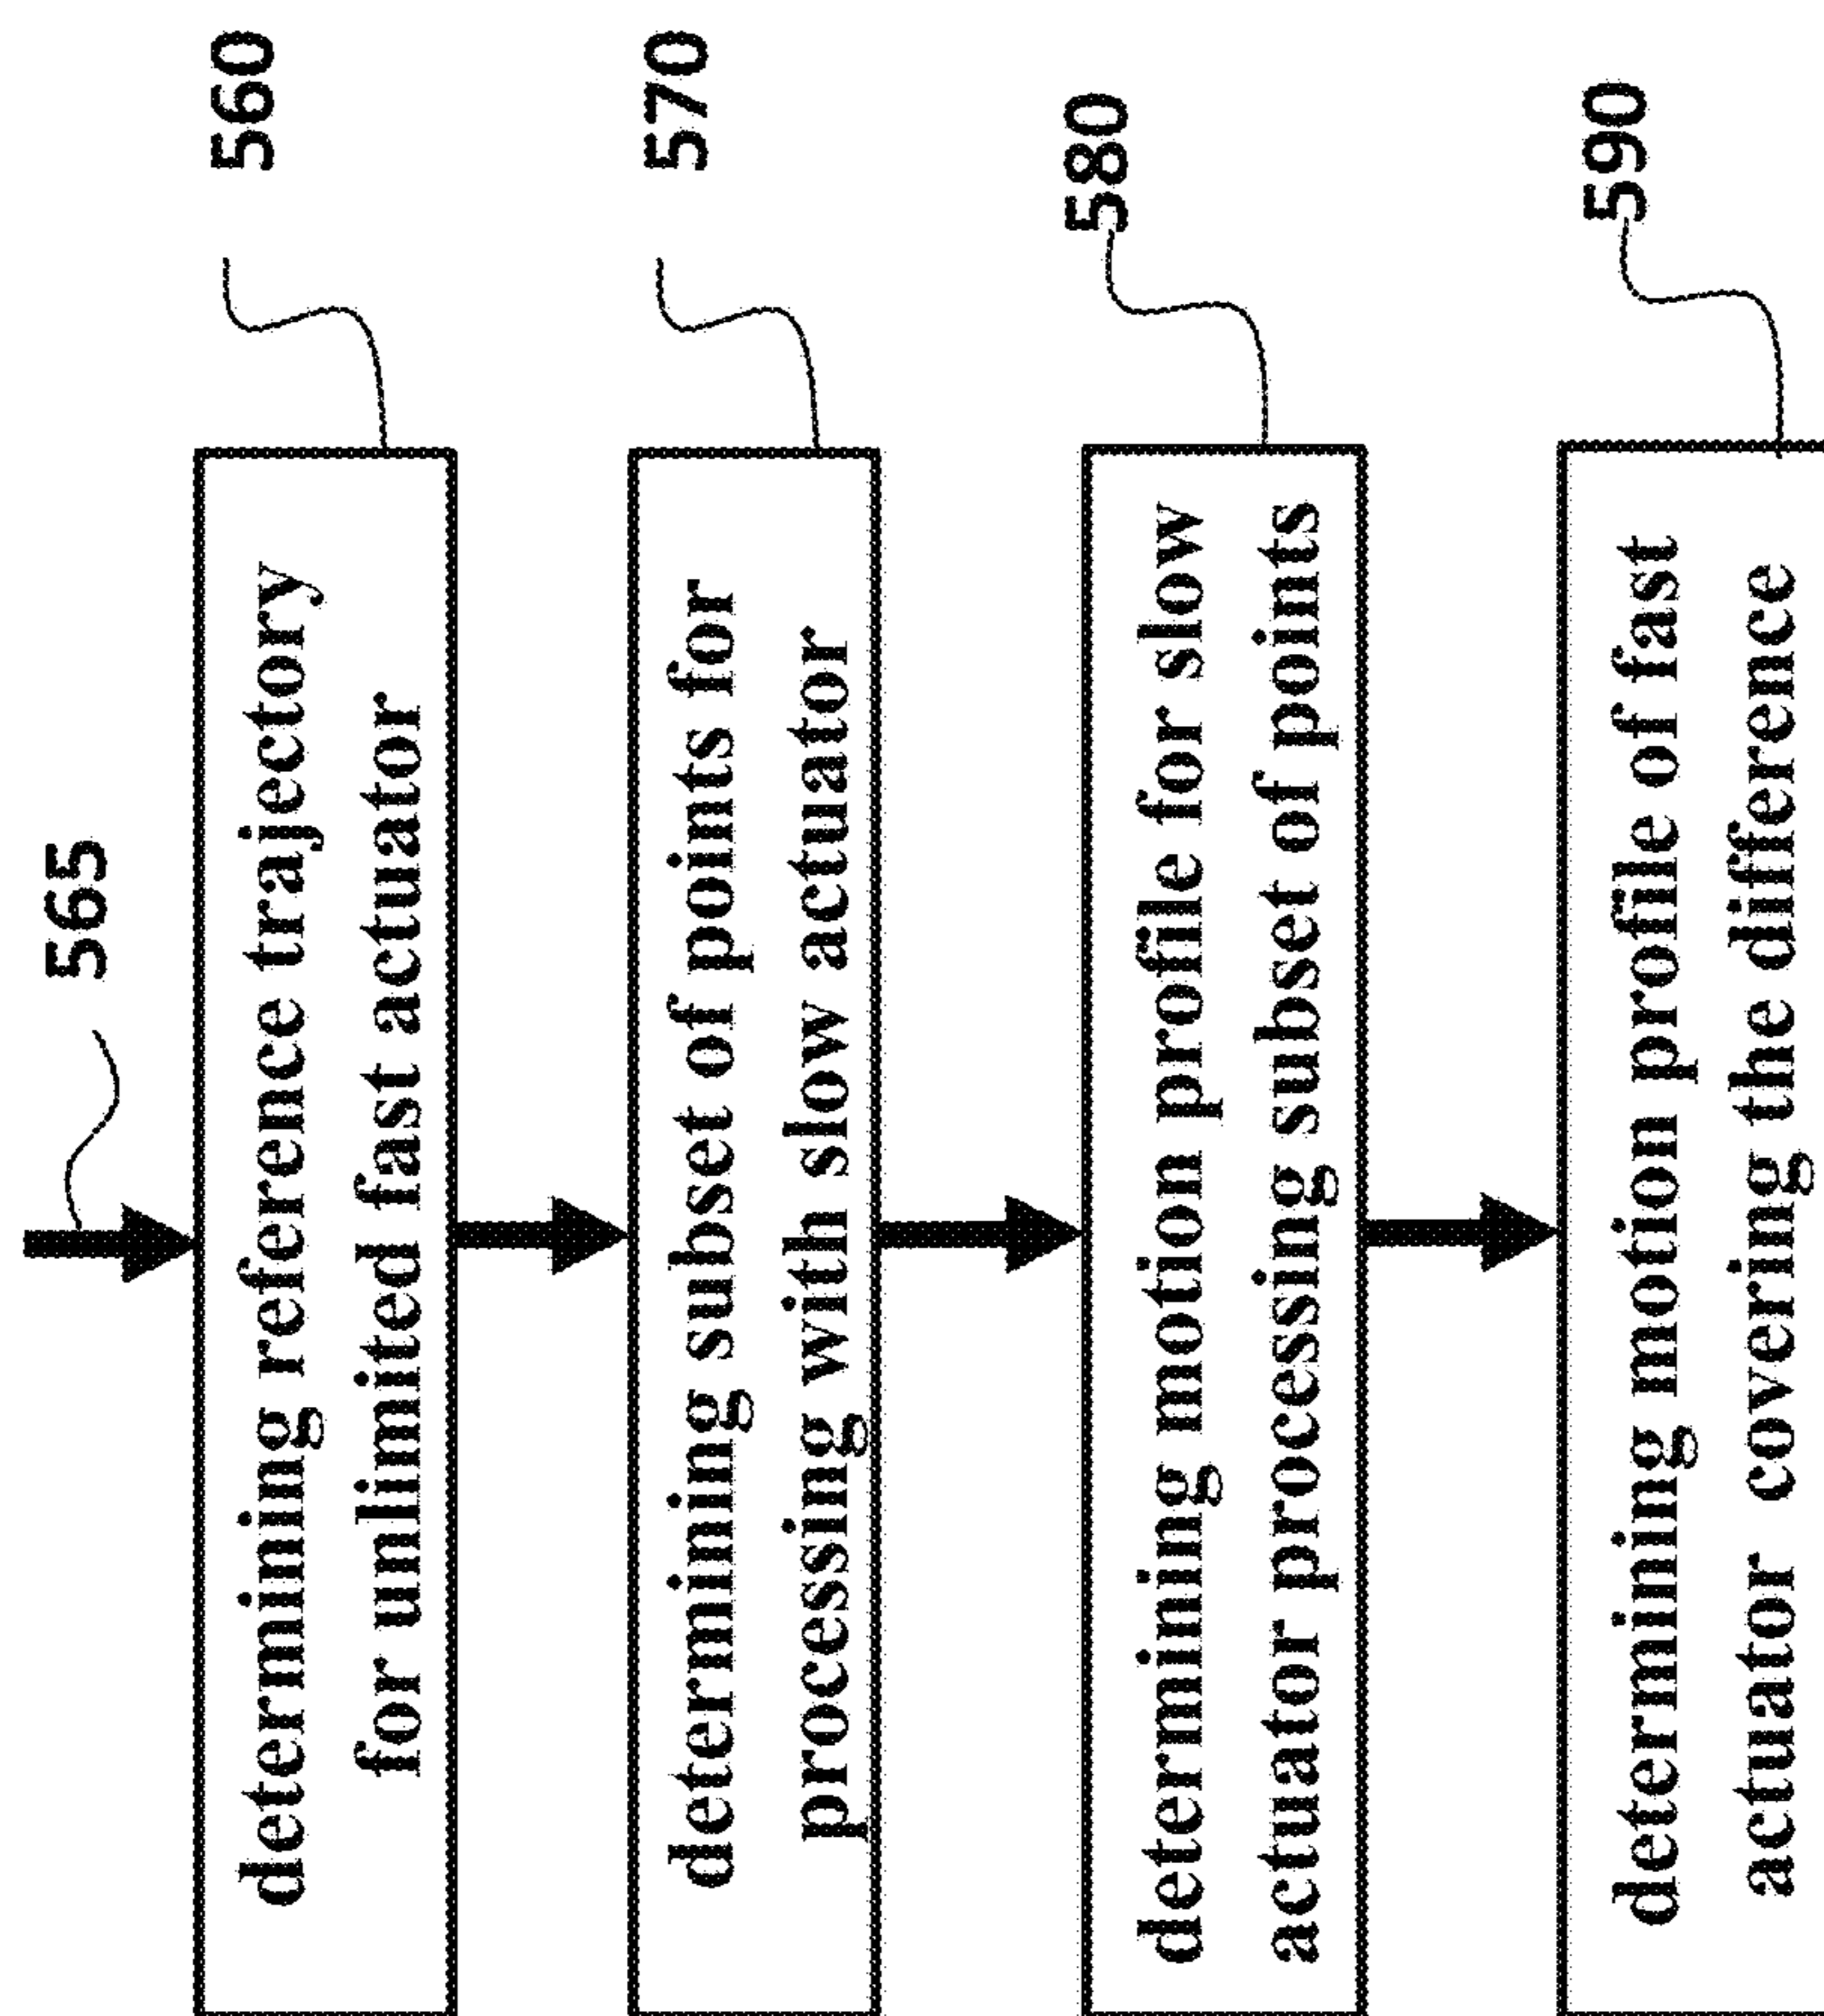 565
determining reference trajectory
for unlimited fast actuator
560
determining subset of points for
processing with slow actuator
570
determining motion profile for slow
actuator processing subset of points
580
determining motion profile of fast
actuator covering the difference
590